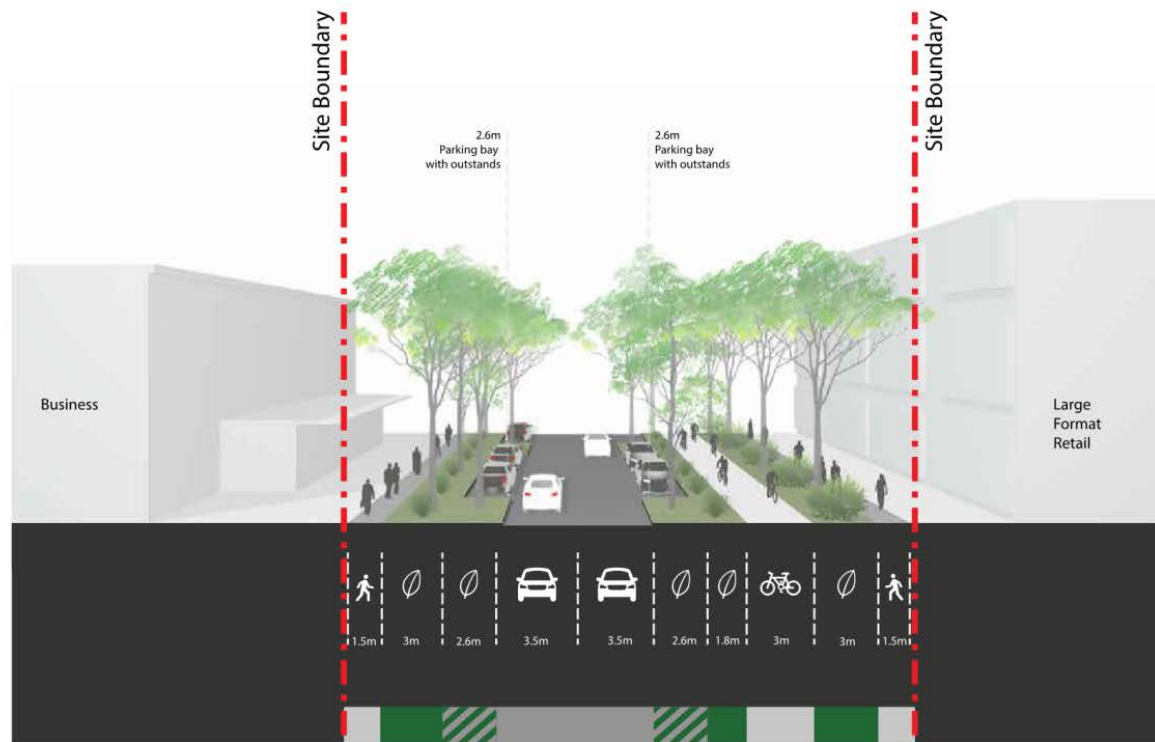 Site Boundary
Site Boundary
2.6m
Parking bay
with outstands
2.6m
Parking bay
with outstands
Business
Large
Format
Retail
1.5m
3m
2.6m
3.5m
3.5m
2.6m
1.8m
3m
3m
1.5m